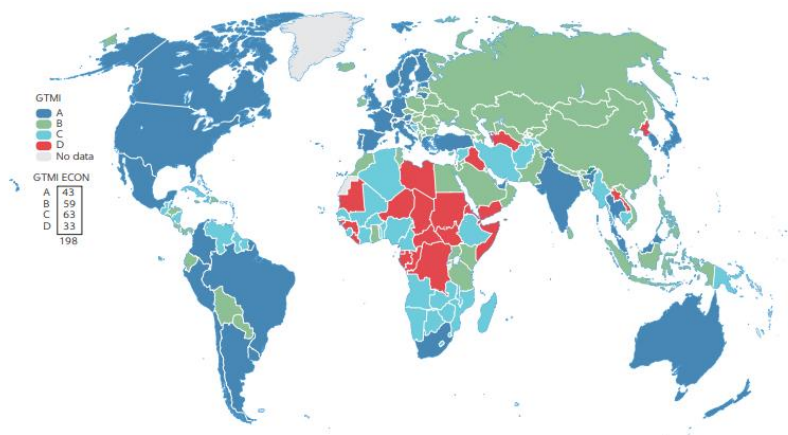 GTMI
A
B
C
D
No data
GTMI ECON
A 43
B 59
C 63
D 33
198